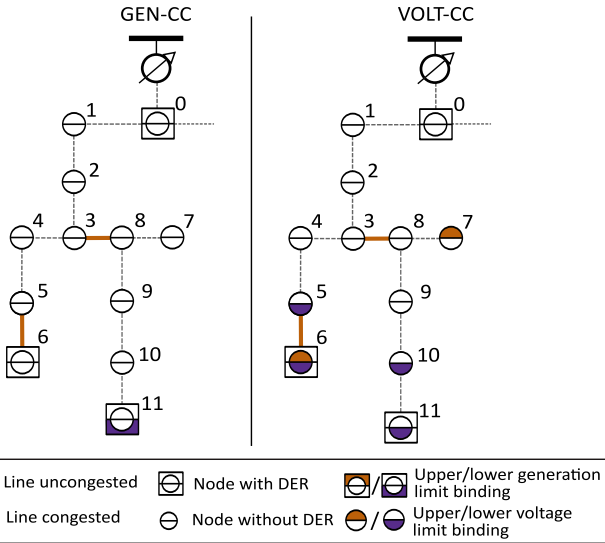 GEN-CC
VOLT-CC
0
1
2
4
3
8
7
5
9
6
10
11
0
1
2
4
3
8
7
5
9
6
10
11
Line uncongested
Node with DER
/
Upper/lower generation
limit binding
Line congested
Node without DER
/
Upper/lower voltage
limit binding